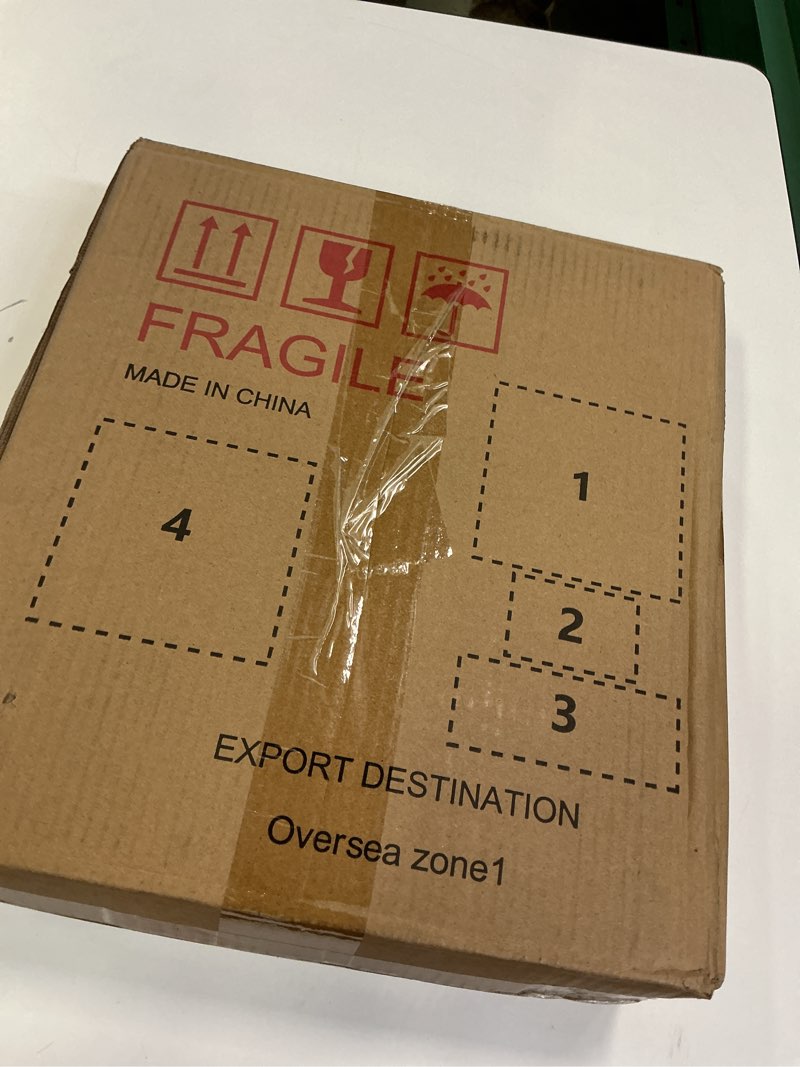 FRAGILE
MADE IN CHINA
1
4
2
3
EXPORT DESTINATION
Oversea zone1